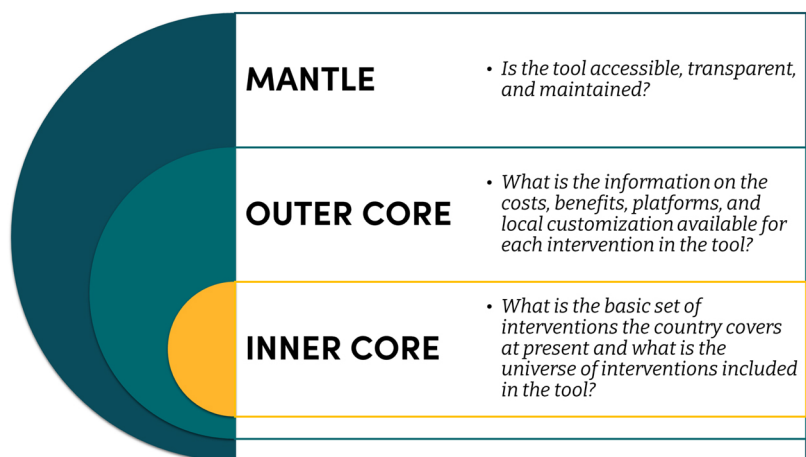 MANTLE
• Is the tool accessible, transparent,
and maintained?
OUTER CORE
• What is the information on the
costs, benefits, platforms, and
local customization available for
each intervention in the tool?
INNER CORE
• What is the basic set of
interventions the country covers
at present and what is the
universe of interventions included
in the tool?